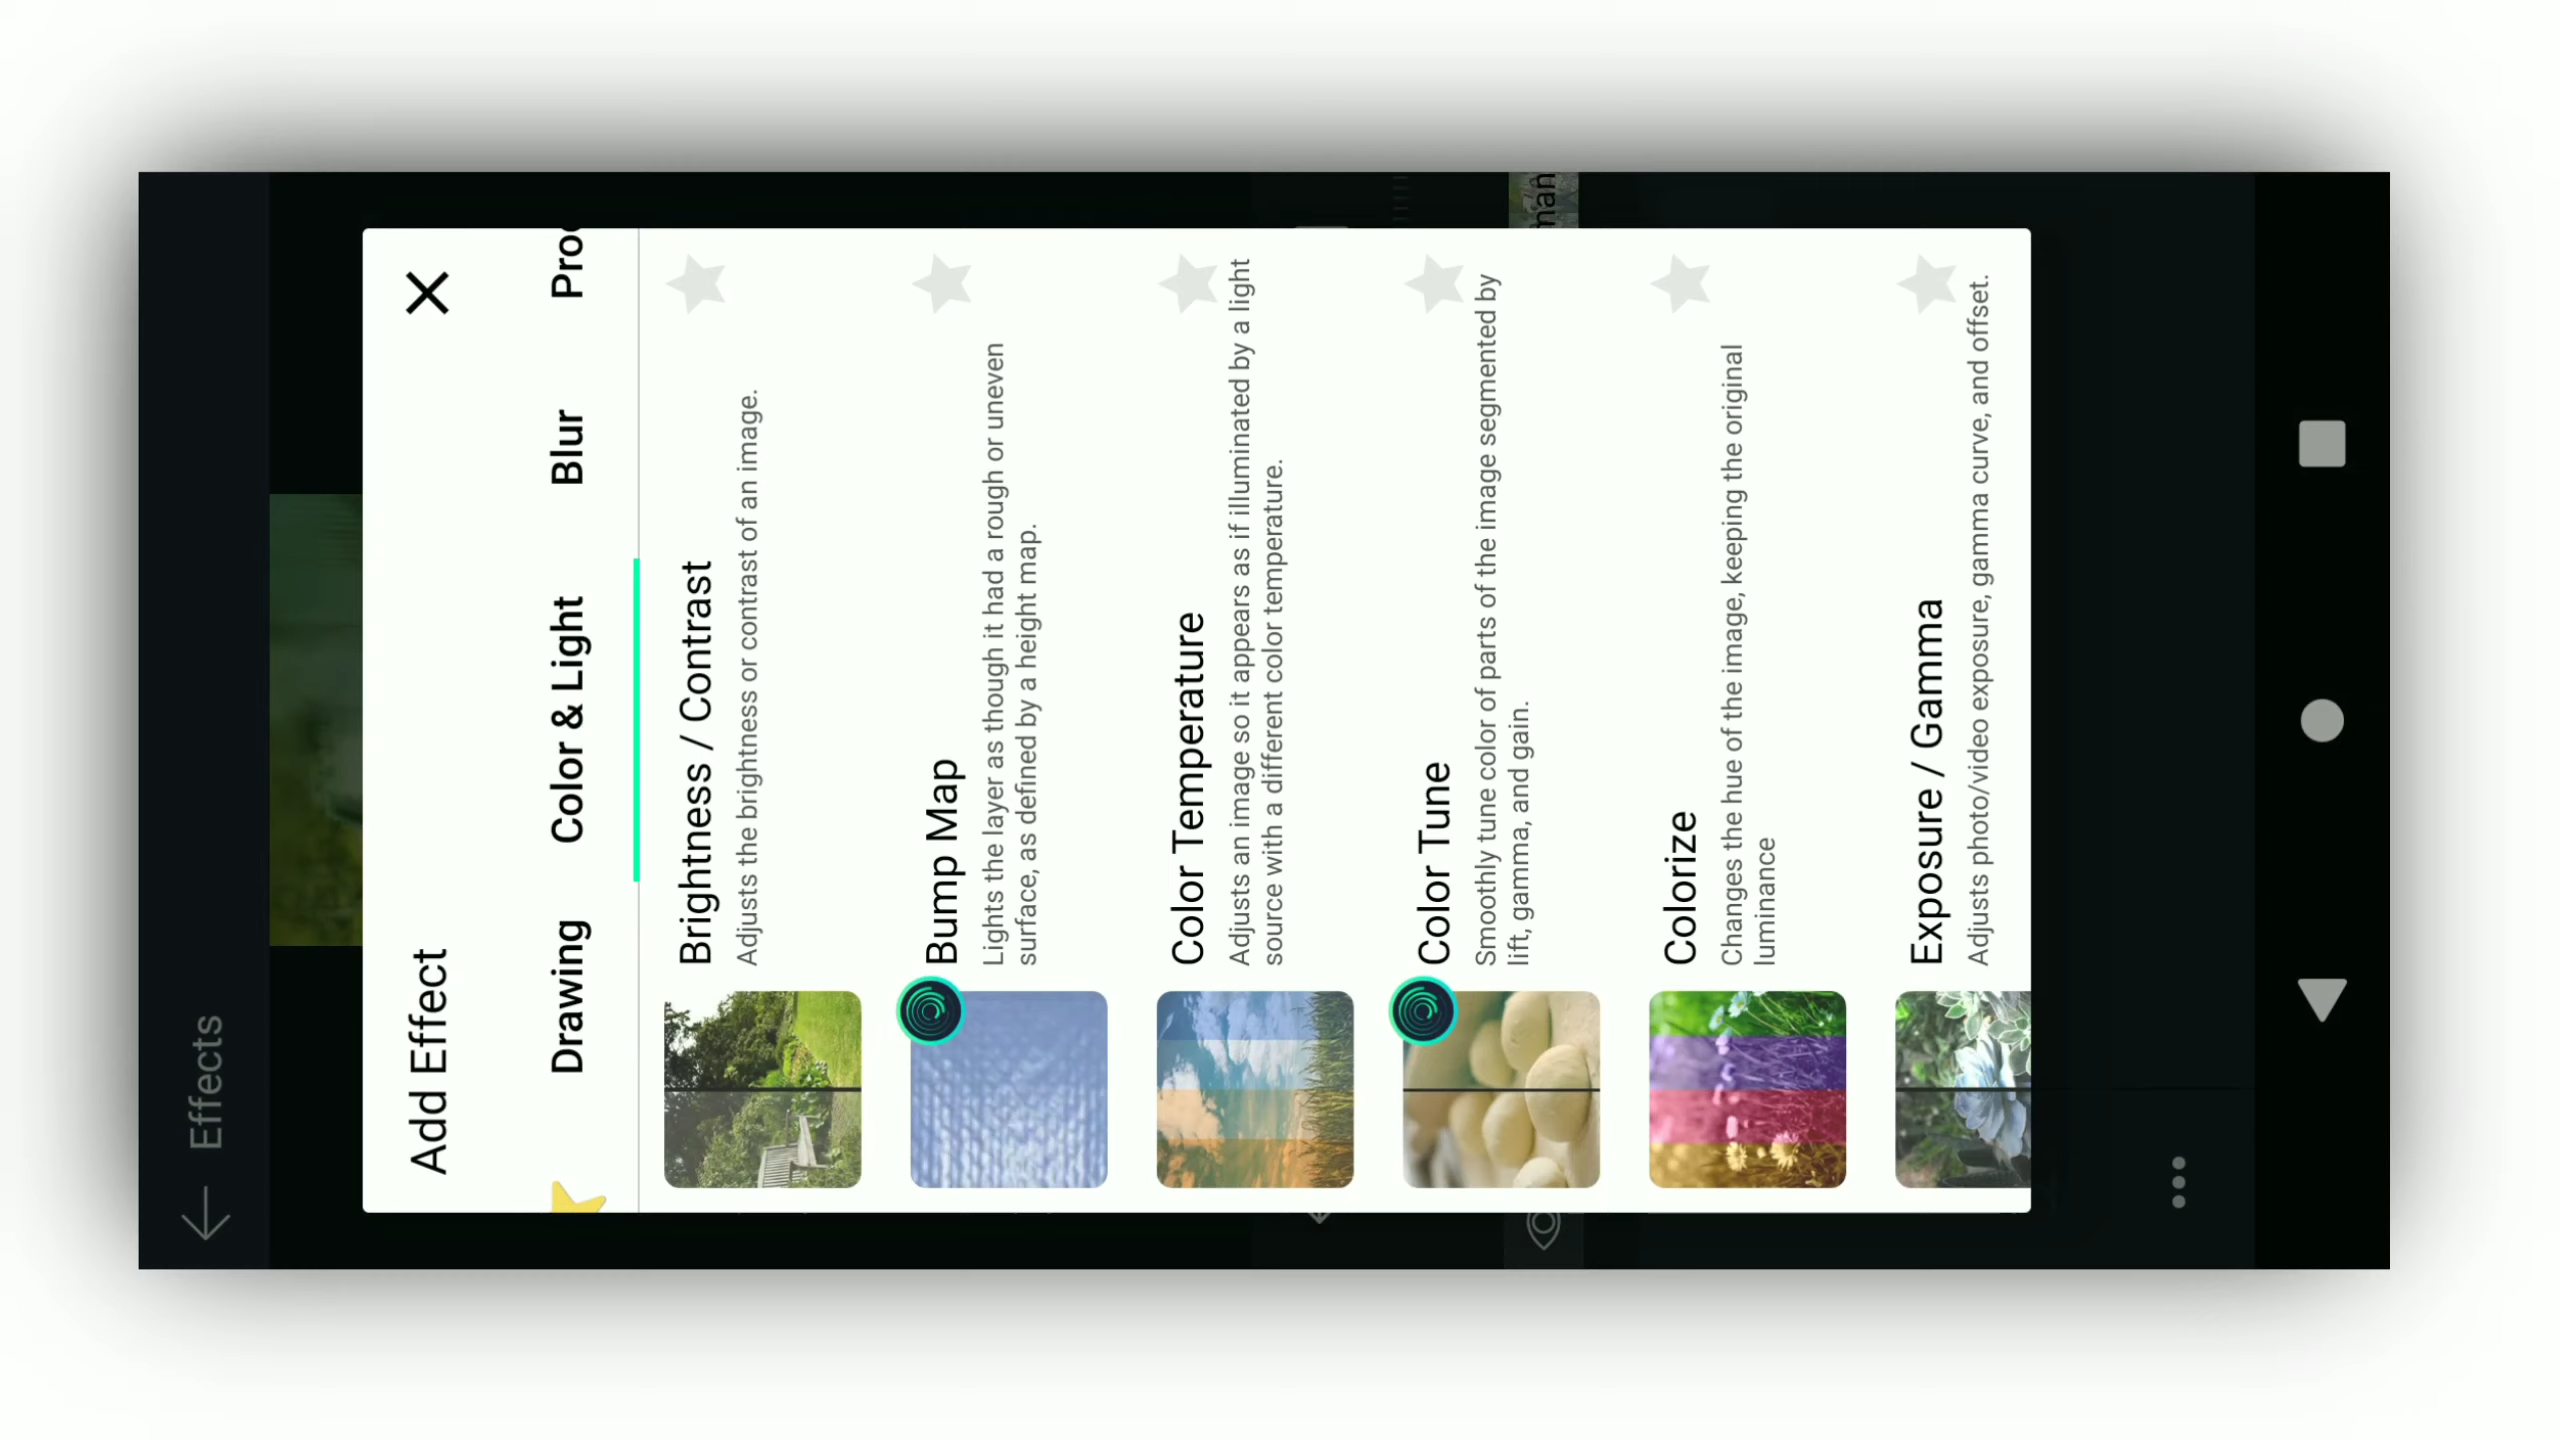 Effects
man
Add Effect
Drawing
Color & Light
Blur
Brightness / Contrast
Adjusts the brightness or contrast of an image.
Bump Map
Lights the layer as though it had a rough or uneven
surface, as defined by a height map.
Color Temperature
Adjusts an image so it appears as if illuminated by a light
source with a different color temperature.
Color Tune
Smoothly tune color of parts of the image segmented by
lift, gamma, and gain.
Colorize
Changes the hue of the image, keeping the original
luminance
Exposure / Gamma
Adjusts photo/video exposure, gamma curve, and offset.